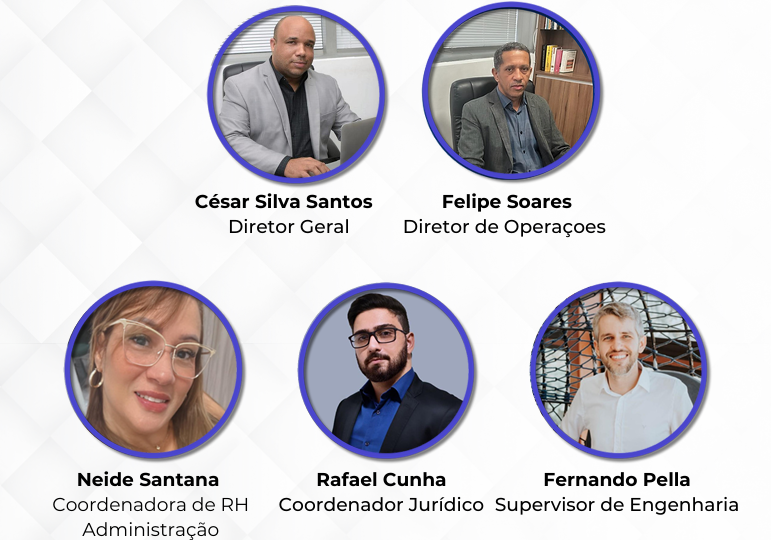 César Silva Santos
Diretor Geral
Felipe Soares
Diretor de Operaçoes
Neide Santana
Coordenadora de RH
Administração
Rafael Cunha
Coordenador Jurídico
Fernando Pella
Supervisor de Engenharia